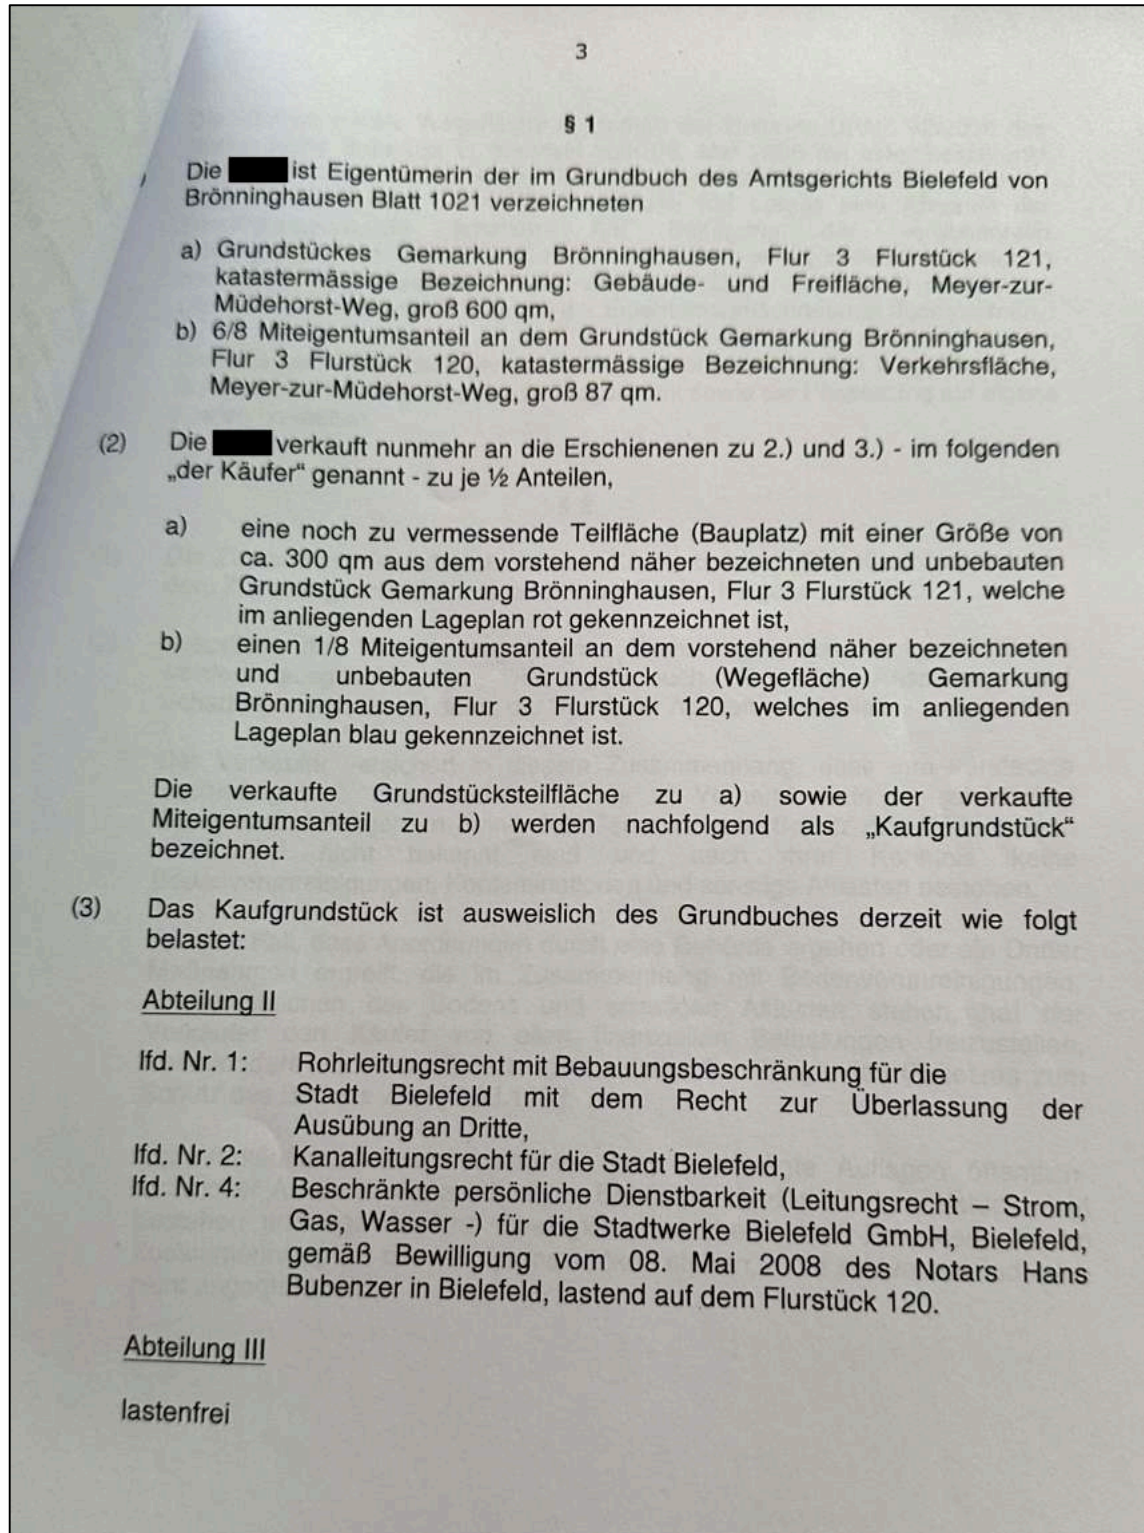 3
§ 1
Die ist Eigentümerin der im Grundbuch des Amtsgerichts Bielefeld von
Brönninghausen Blatt 1021 verzeichneten
a) Grundstückes Gemarkung Brönninghausen, Flur 3 Flurstück 121,
katastermässige Bezeichnung: Gebäude- und Freifläche, Meyer-zur-
Müdehorst-Weg, groß 600 qm,
b) 6/8 Miteigentumsanteil an dem Grundstück Gemarkung Brönninghausen,
Flur 3 Flurstück 120, katastermässige Bezeichnung: Verkehrsfläche,
Meyer-zur-Müdehorst-Weg, groß 87 qm.
(2) Die verkauft nunmehr an die Erschienenen zu 2.) und 3.) - im folgenden
„der Käufer“ genannt - zu je ½ Anteilen,
a) eine noch zu vermessende Teilfläche (Bauplatz) mit einer Größe von
ca. 300 qm aus dem vorstehend näher bezeichneten und unbebauten
Grundstück Gemarkung Brönninghausen, Flur 3 Flurstück 121, welche
im anliegenden Lageplan rot gekennzeichnet ist,
b) einen 1/8 Miteigentumsanteil an dem vorstehend näher bezeichneten
und unbebauten Grundstück (Wegefläche) Gemarkung
Brönninghausen, Flur 3 Flurstück 120, welches im anliegenden
Lageplan blau gekennzeichnet ist.
Die verkaufte Grundstücksteilfläche zu a) sowie der verkaufte
Miteigentumsanteil zu b) werden nachfolgend als „Kaufgrundstück“
bezeichnet.
(3) Das Kaufgrundstück ist ausweislich des Grundbuches derzeit wie folgt
belastet:
Abteilung II
lfd. Nr. 1: Rohrleitungsrecht mit Bebauungsbeschränkung für die
Stadt Bielefeld mit dem Recht zur Überlassung der
Ausübung an Dritte,
lfd. Nr. 2: Kanalleitungsrecht für die Stadt Bielefeld,
lfd. Nr. 4: Beschränkte persönliche Dienstbarkeit (Leitungsrecht – Strom,
Gas, Wasser -) für die Stadtwerke Bielefeld GmbH, Bielefeld,
gemäß Bewilligung vom 08. Mai 2008 des Notars Hans
Bubenzer in Bielefeld, lastend auf dem Flurstück 120.
Abteilung III
lastenfrei